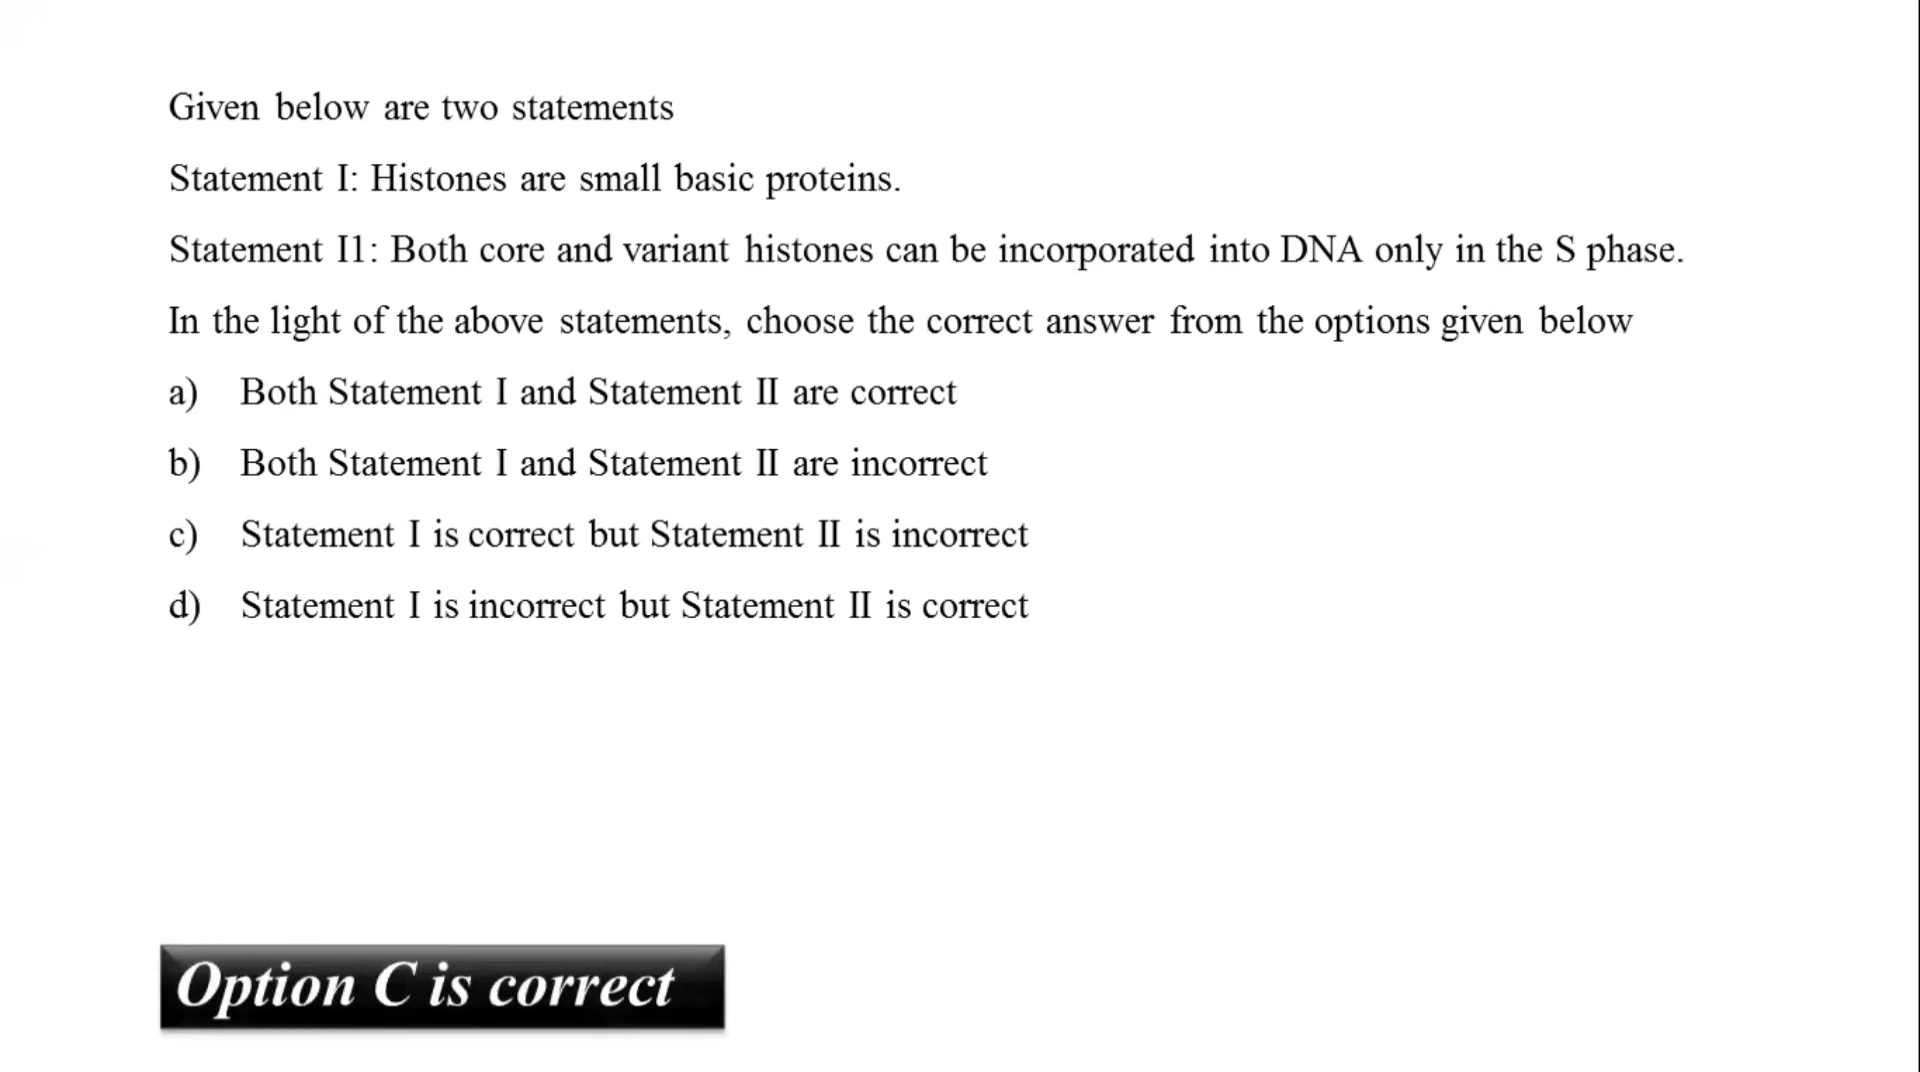 Given below are two statements
Statement I: Histones are small basic proteins.
Statement I1: Both core and variant histones can be incorporated into DNA only in the S phase.
In the light of the above statements, choose the correct answer from the options given below
a) Both Statement I and Statement II are correct
b) Both Statement I and Statement II are incorrect
c) Statement I is correct but Statement II is incorrect
d) Statement I is incorrect but Statement II is correct
Option C is correct